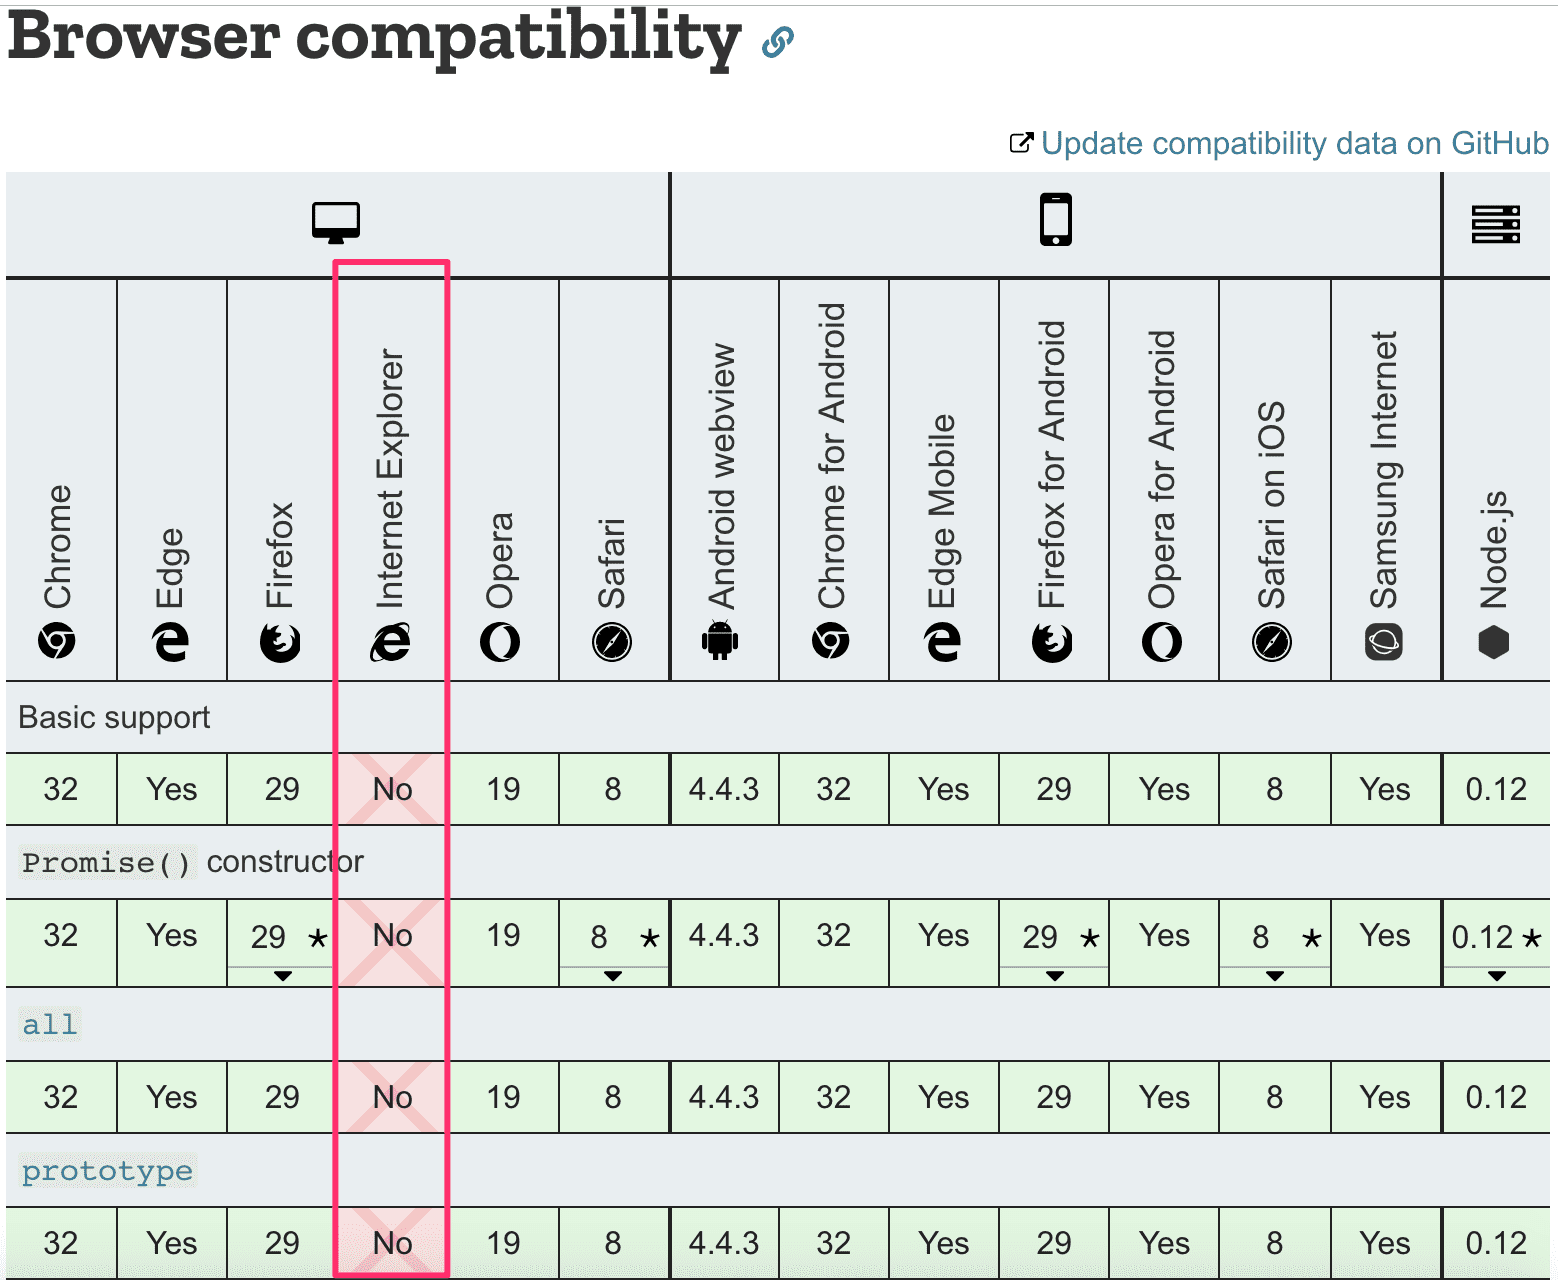 Browser compatibility
Update compatibility data on GitHub
Chrome
Edge
Firefox
Internet Explorer
Opera
Safari
Android webview
Chrome for Android
Edge Mobile
Firefox for Android
Opera for Android
Safari on iOS
Samsung Internet
Node.js
Basic support
32 Yes 29 No 19 8 4.4.3 32 Yes 29 Yes 8 Yes 0.12
Promise() constructor
32 Yes 29 * No 19 8 * 4.4.3 32 Yes 29 * Yes 8 * Yes 0.12 *
all
32 Yes 29 No 19 8 4.4.3 32 Yes 29 Yes 8 Yes 0.12
prototype
32 Yes 29 No 19 8 4.4.3 32 Yes 29 Yes 8 Yes 0.12